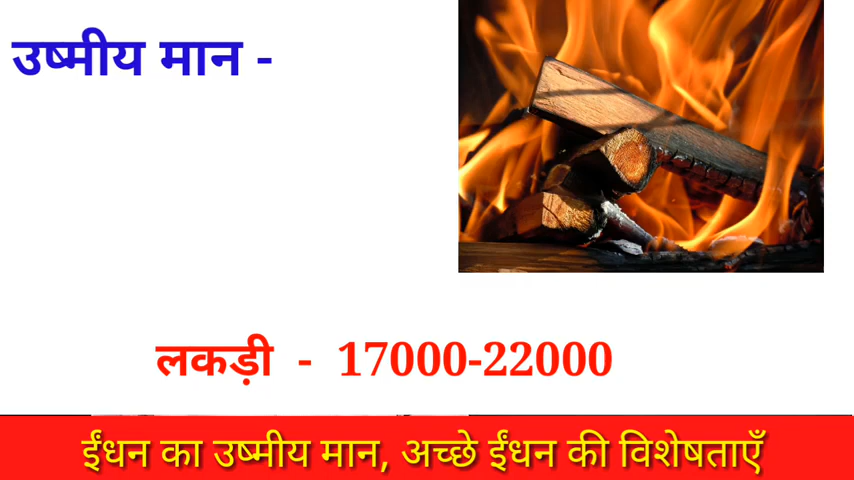 उष्मीय मान -
लकड़ी - 17000-22000
ईंधन का उष्मीय मान, अच्छे ईंधन की विशेषताएँ